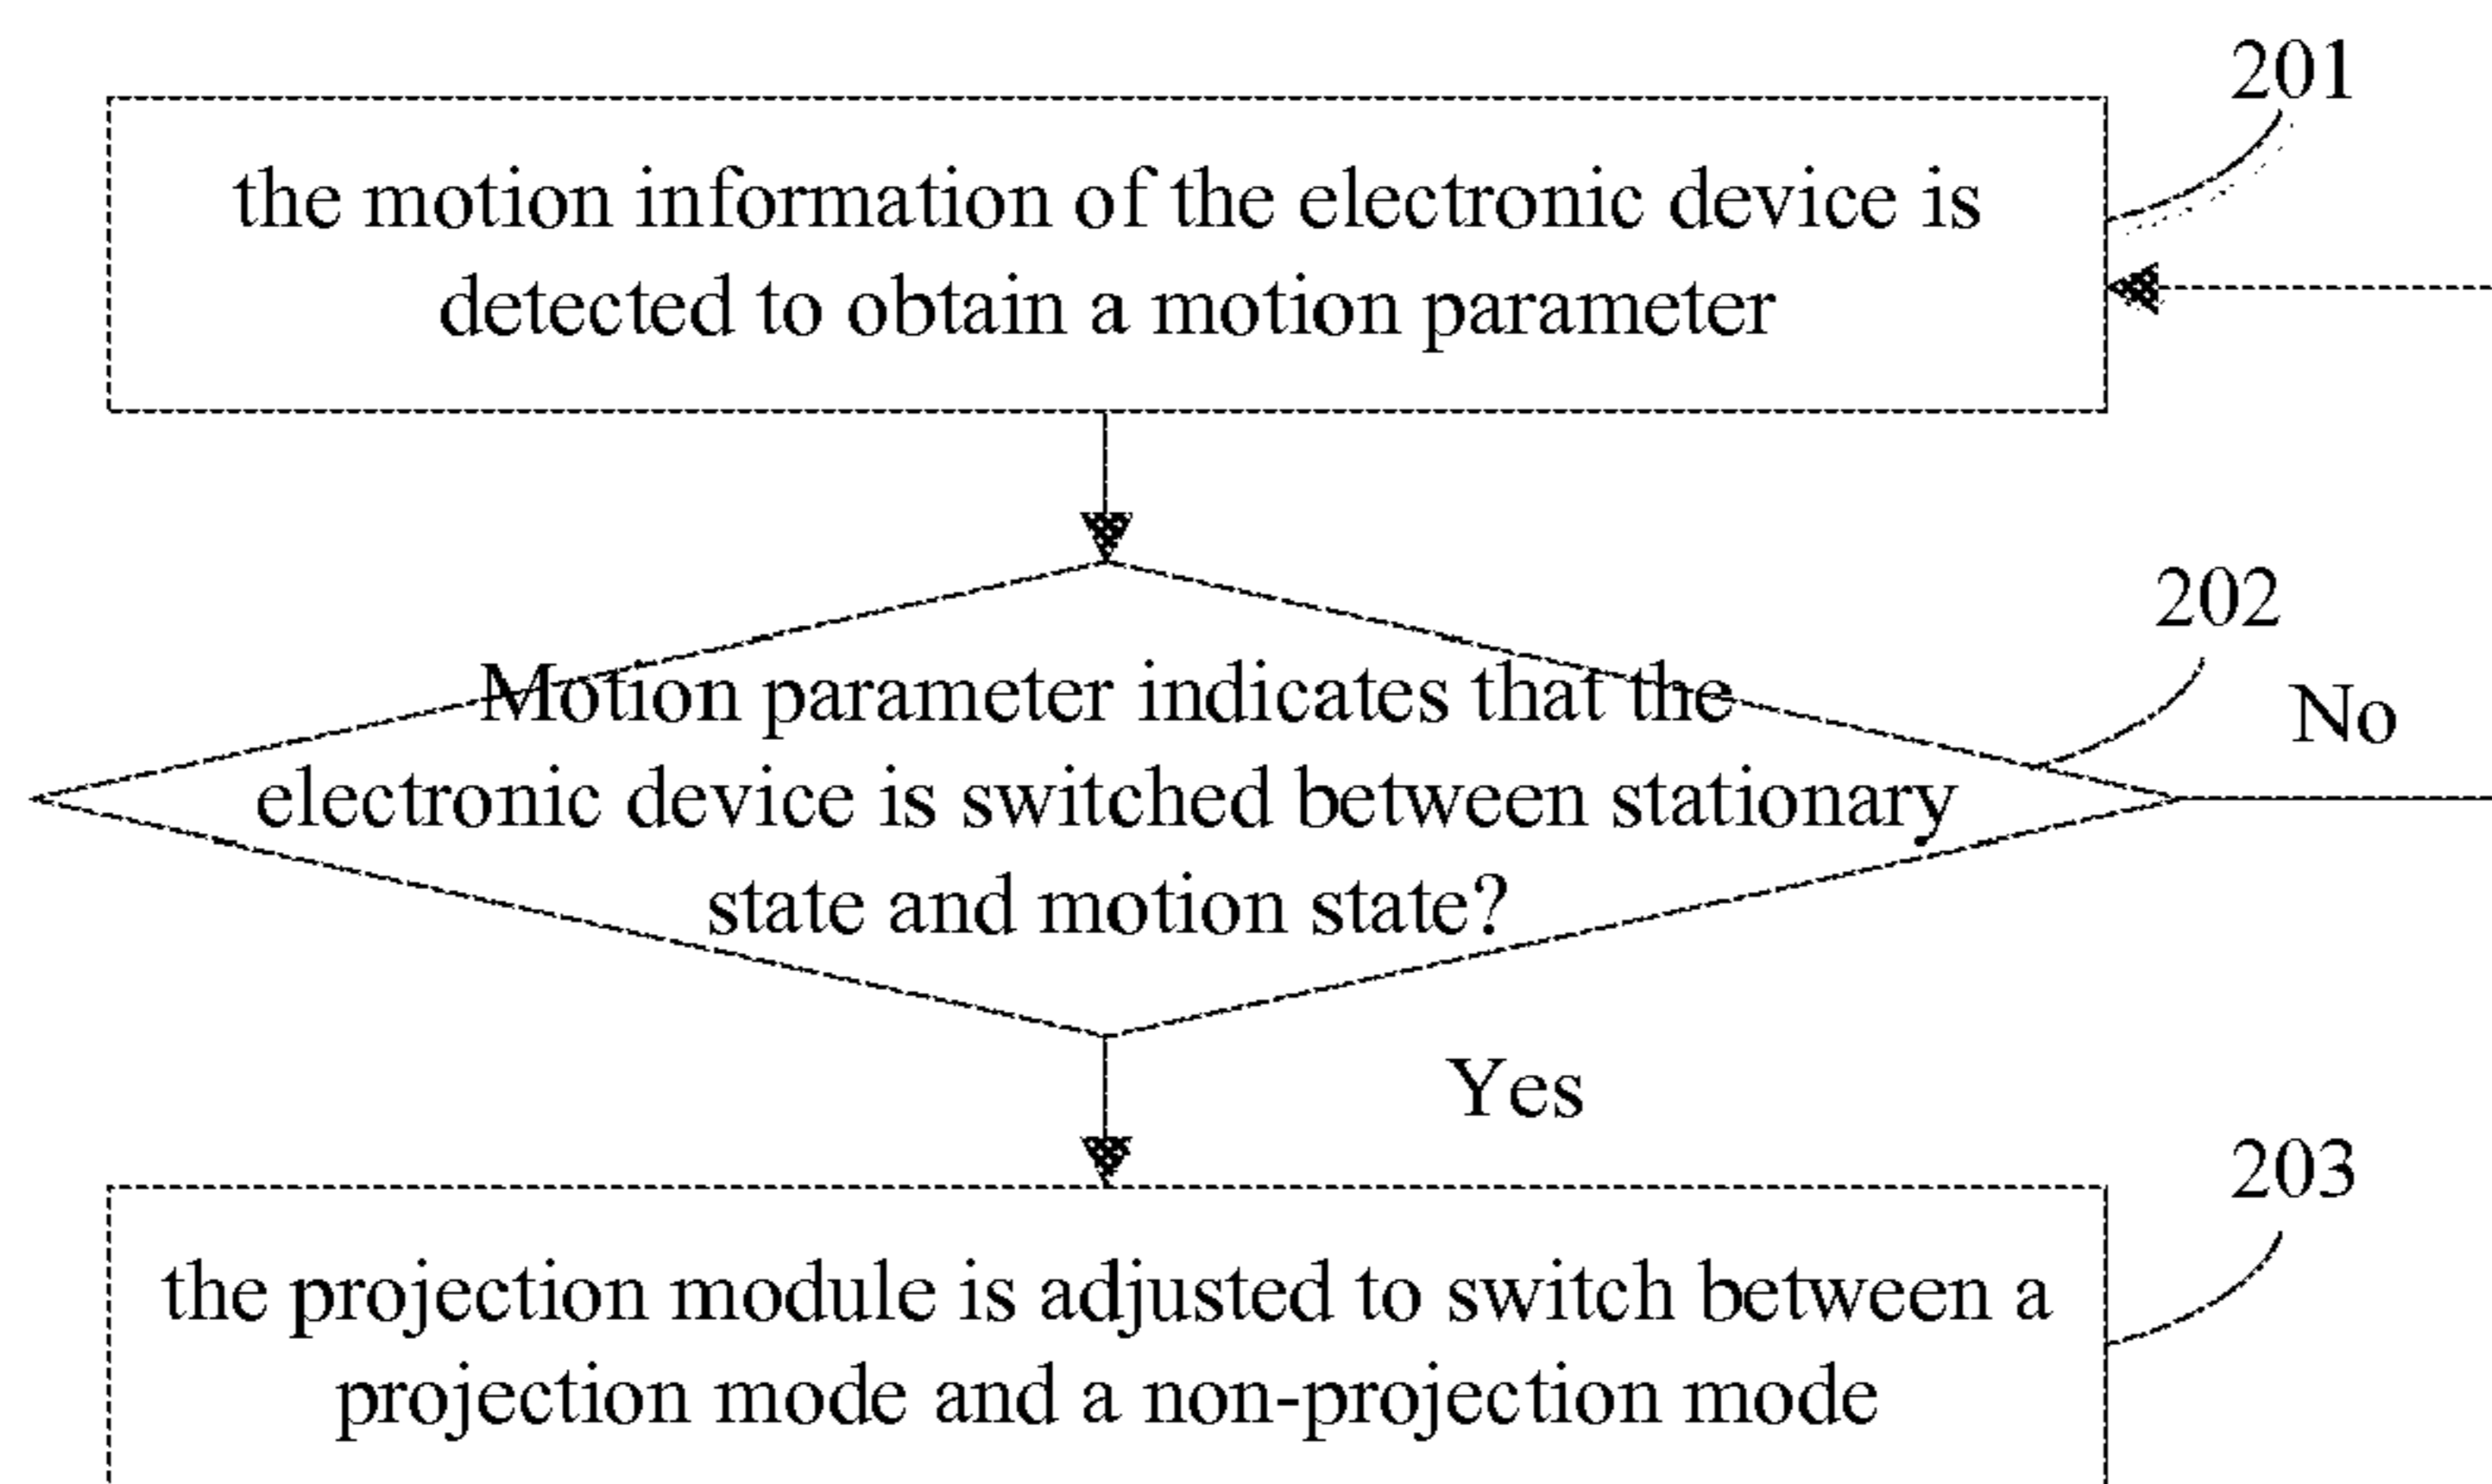 201
the motion information of the electronic device is
detected to obtain a motion parameter
202
Motion parameter indicates that the
No
electronic device is switched between stationary
state and motion state?
Yes
203
the projection module is adjusted to switch between a
projection mode and a non-projection mode